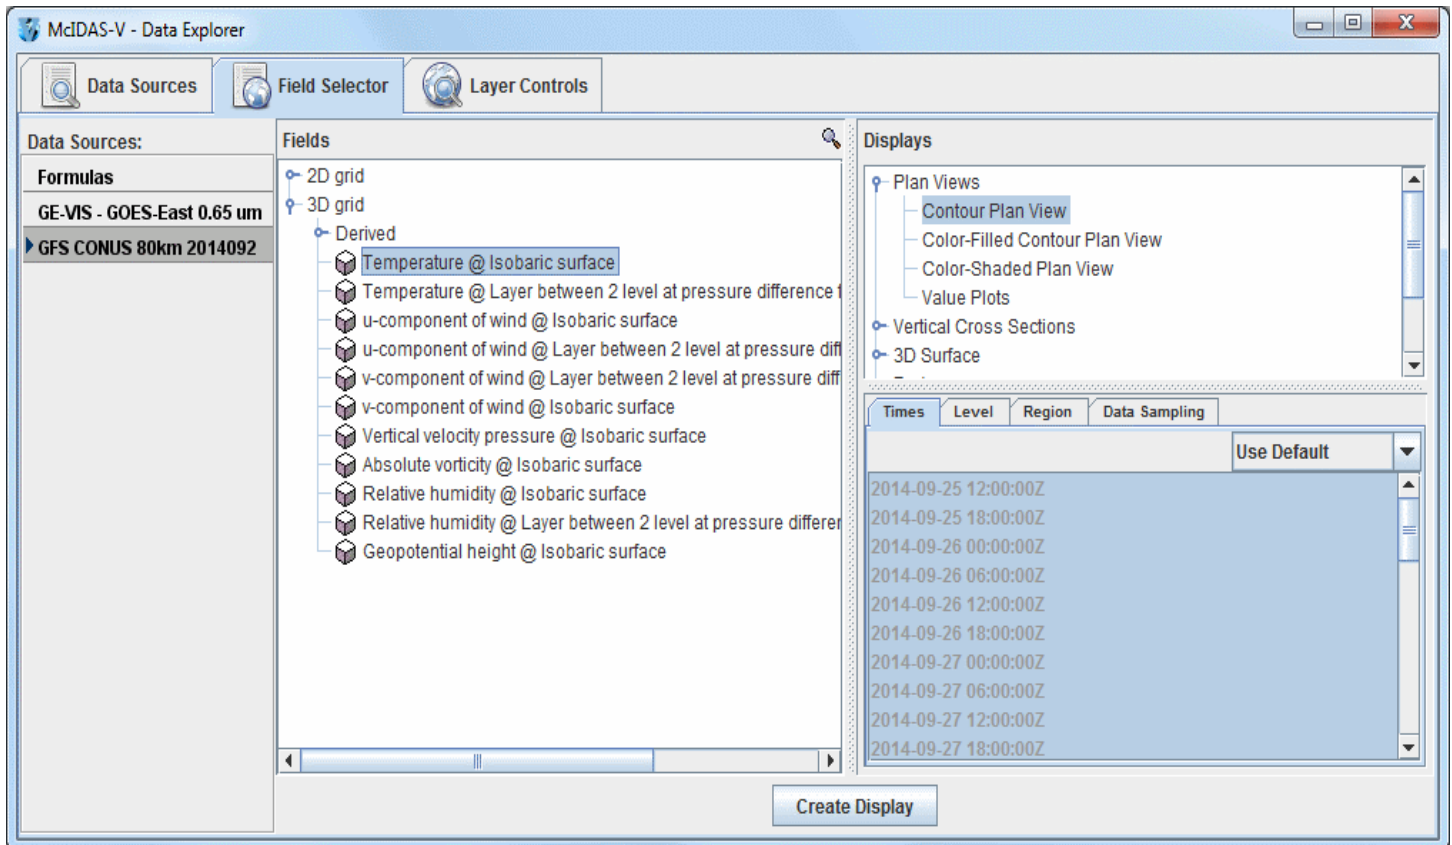 McIDAS-V - Data Explorer
Data Sources
Field Selector
Layer Controls
Data Sources:
Formulas
GE-VIS - GOES-East 0.65 um
GFS CONUS 80km 2014092
Fields
2D grid
3D grid
Derived
Temperature @ Isobaric surface
Temperature @ Layer between 2 level at pressure difference f
u-component of wind @ Isobaric surface
u-component of wind @ Layer between 2 level at pressure diff
v-component of wind @ Layer between 2 level at pressure diff
v-component of wind @ Isobaric surface
Vertical velocity pressure @ Isobaric surface
Absolute vorticity @ Isobaric surface
Relative humidity @ Isobaric surface
Relative humidity @ Layer between 2 level at pressure differen
Geopotential height @ Isobaric surface
Displays
Plan Views
Contour Plan View
Color-Filled Contour Plan View
Color-Shaded Plan View
Value Plots
Vertical Cross Sections
3D Surface
Times
Level
Region
Data Sampling
Use Default
2014-09-25 12:00:00Z
2014-09-25 18:00:00Z
2014-09-26 00:00:00Z
2014-09-26 06:00:00Z
2014-09-26 12:00:00Z
2014-09-26 18:00:00Z
2014-09-27 00:00:00Z
2014-09-27 06:00:00Z
2014-09-27 12:00:00Z
2014-09-27 18:00:00Z
Create Display